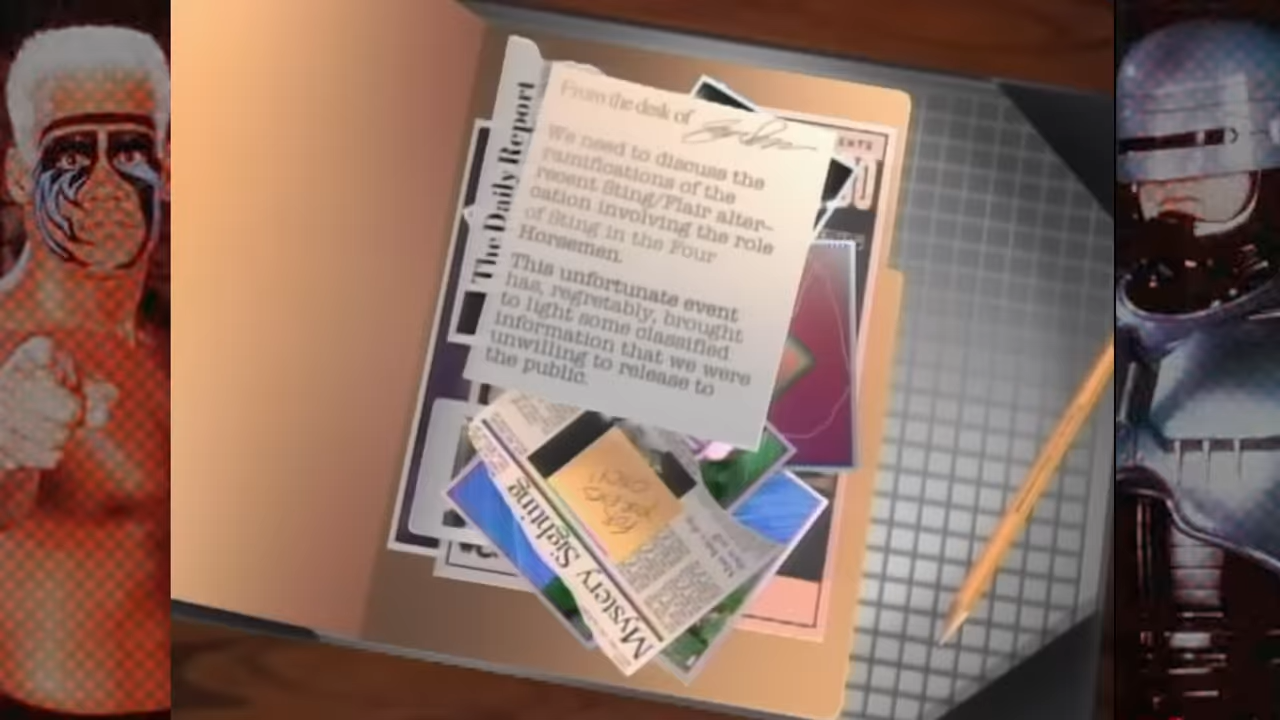 The Daily Report
From the desk of
We need to discuss the
ramifications of the
recent Sting/Flair alter-
cation involving the role
of Sting in the Four
Horsemen.
This unfortunate event
has, regretably, brought
to light some classified
information that we were
unwilling to release to
the public.
Mystery Sighting